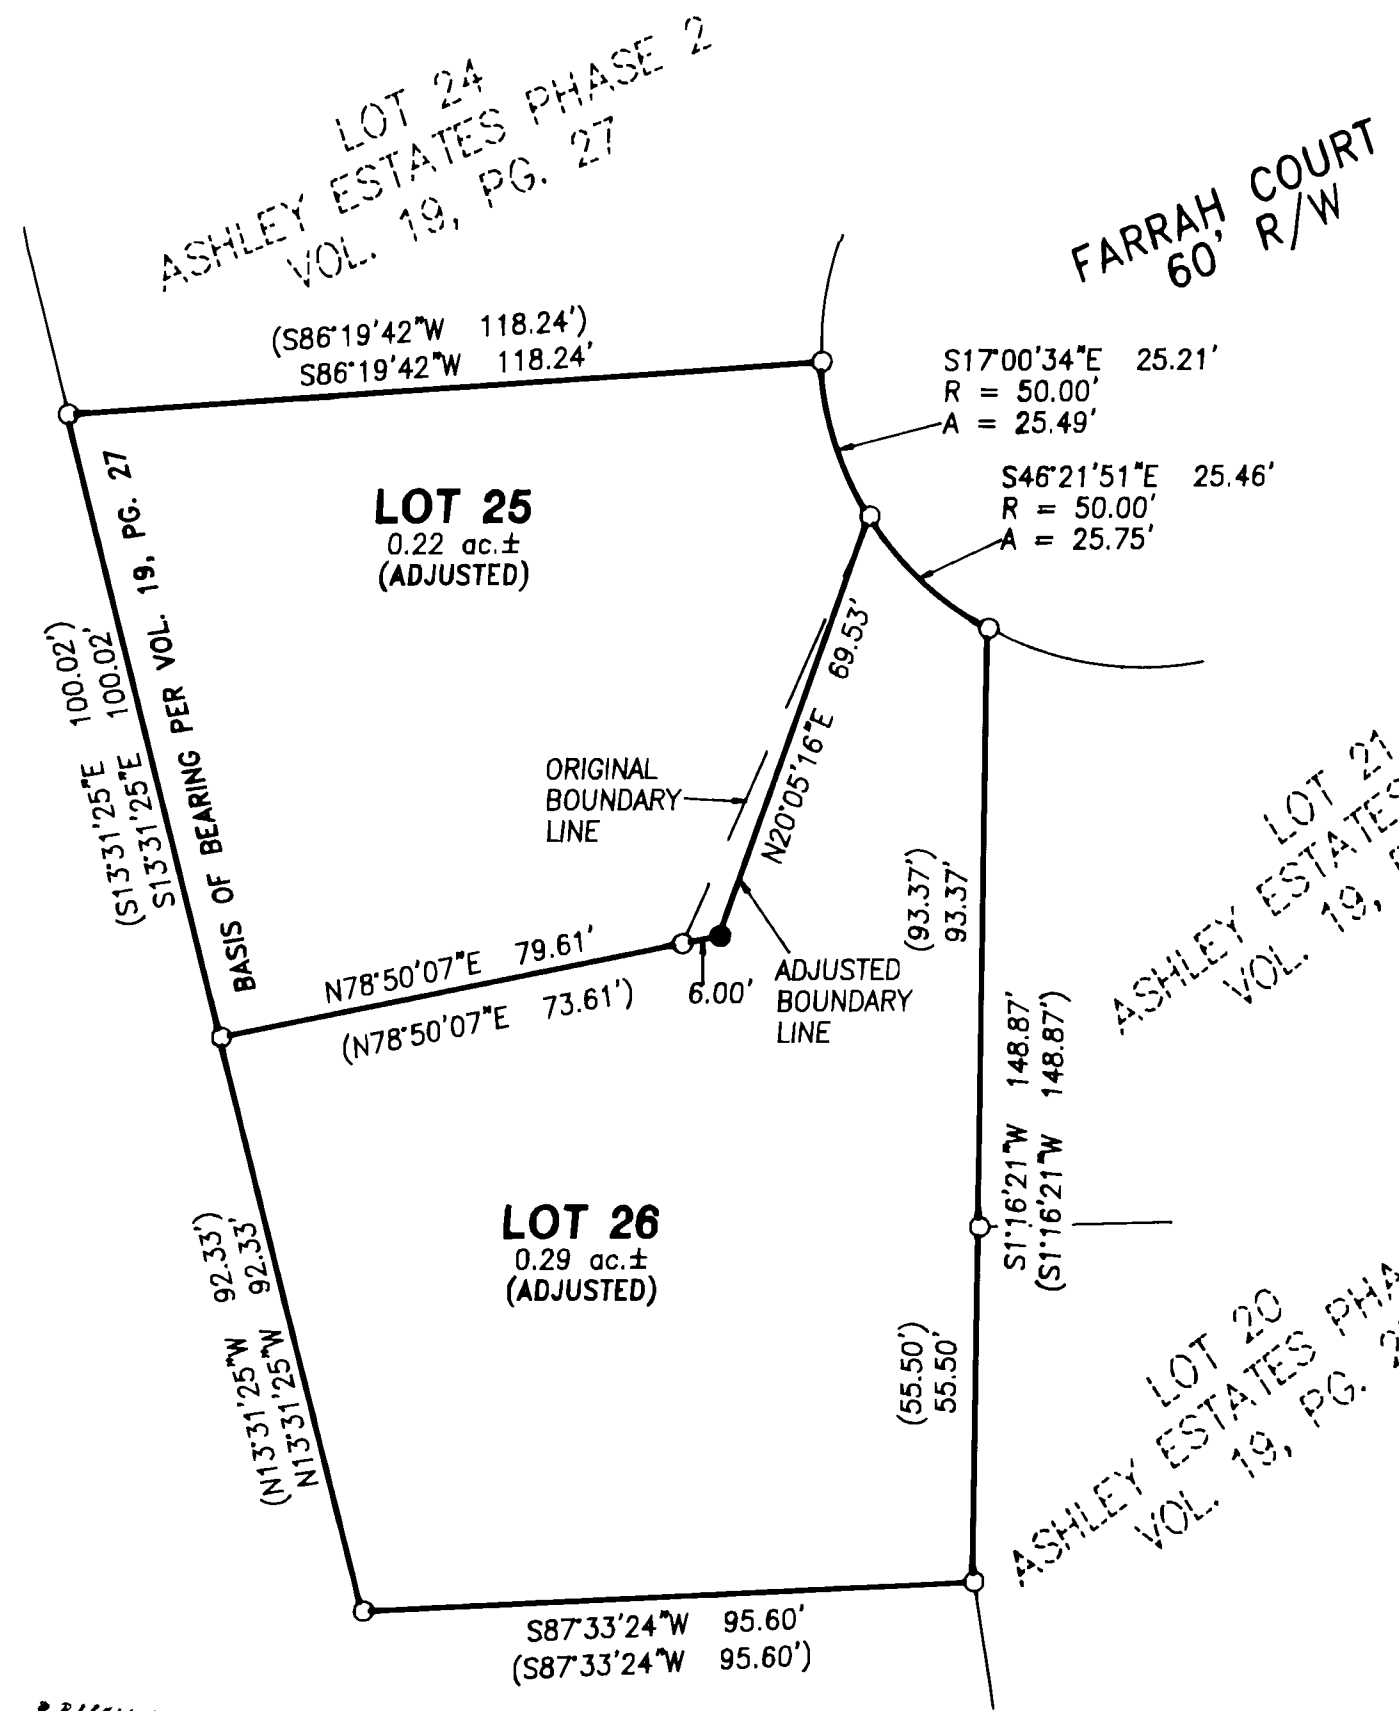 LOT 24
ASHLEY ESTATES PHASE 2
VOL. 19, PG. 27
FARRAH COURT
60' R/W
(S86°19'42"W 118.24')
S86°19'42"W 118.24'
S17°00'34"E 25.21'
R = 50.00'
A = 25.49'
S46°21'51"E 25.46'
R = 50.00'
A = 25.75'
LOT 25
0.22 ac.±
(ADJUSTED)
(S13°31'25"E 100.02')
S13°31'25"E 100.02'
BASIS OF BEARING PER VOL. 19, PG. 27
N20°05'16"E 69.53'
ORIGINAL
BOUNDARY
LINE
LOT 21
ASHLEY ESTATES
VOL. 19,
(93.37')
93.37'
N78°50'07"E 79.61'
(N78°50'07"E 73.61')
6.00'
ADJUSTED
BOUNDARY
LINE
S1°16'21"W 148.87'
(S1°16'21"W 148.87')
LOT 26
0.29 ac.±
(ADJUSTED)
(N13°31'25"W 92.33')
N13°31'25"W 92.33'
(55.50')
55.50'
LOT 20
ASHLEY ESTATES PHA
VOL. 19, PG. 2
S87°33'24"W 95.60'
(S87°33'24"W 95.60')